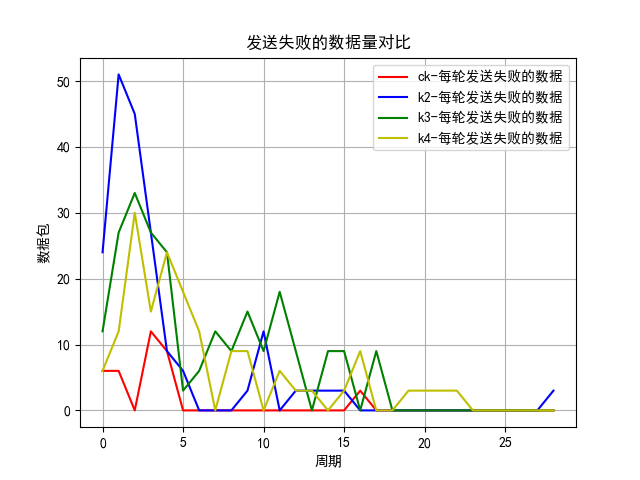 发送失败的数据量对比
ck-每轮发送失败的数据
k2-每轮发送失败的数据
k3-每轮发送失败的数据
k4-每轮发送失败的数据
数据包
50
40
30
20
10
0
0 5 10 15 20 25
周期